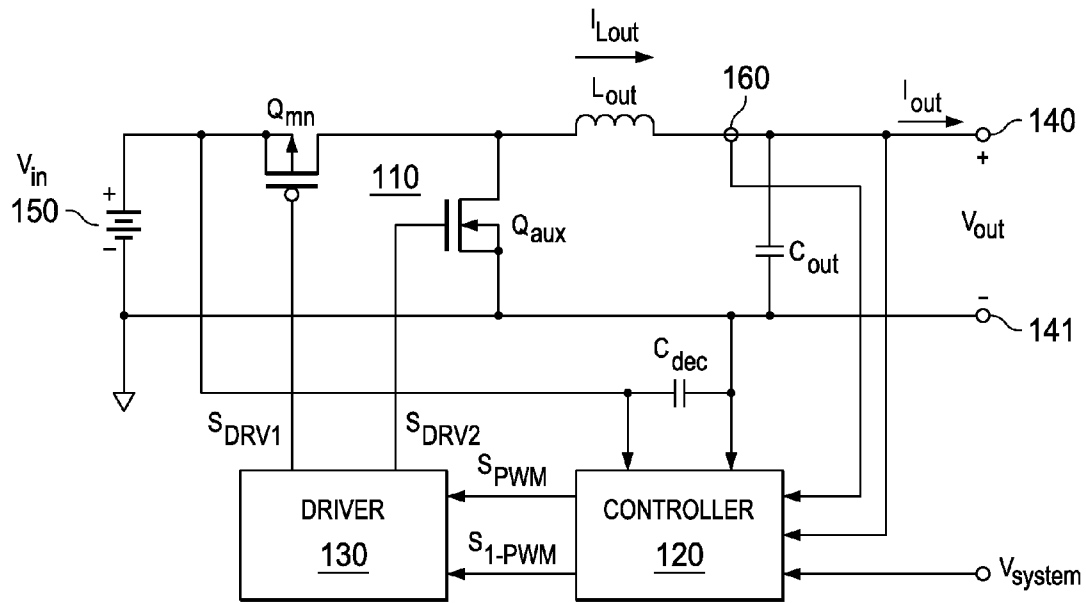 I_Lout
160
L_out
I_out
140
Q_mn
+
V_in
+
150
110
-
Q_aux
V_out
C_out
-
141
C_dec
S_DRV1
S_DRV2
S_PWM
DRIVER
CONTROLLER
130
S_1-PWM
120
V_system